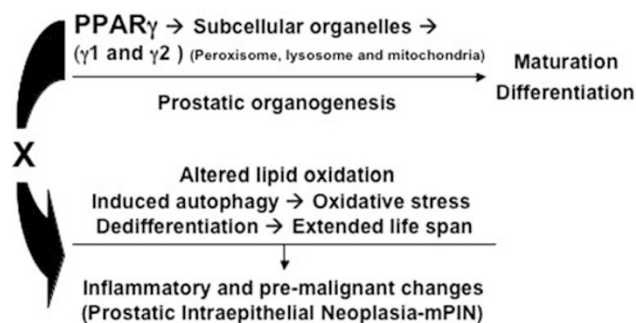 PPARγ → Subcellular organelles →
(γ1 and γ2 ) (Peroxisome, lysosome and mitochondria)
Maturation
Differentiation
Prostatic organogenesis
X
Altered lipid oxidation
Induced autophagy → Oxidative stress
Dedifferentiation → Extended life span
Inflammatory and pre-malignant changes
(Prostatic Intraepithelial Neoplasia-mPIN)